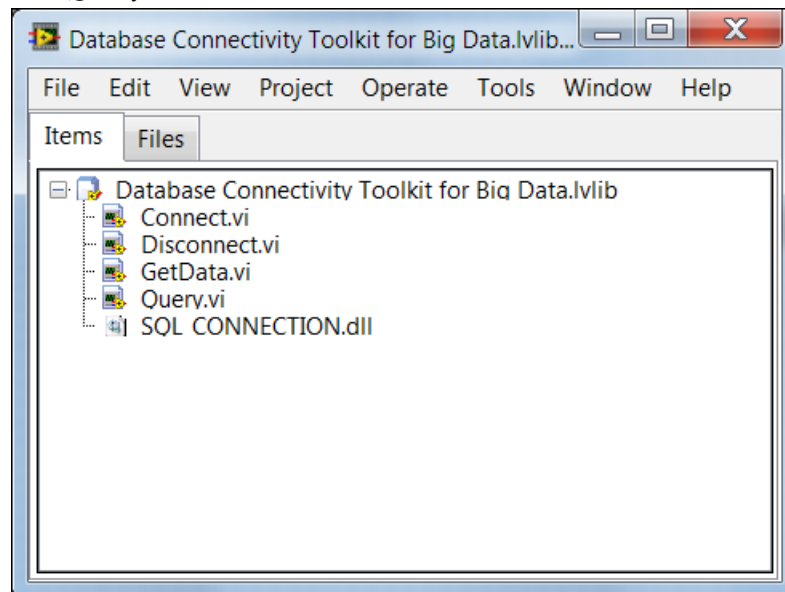 Database Connectivity Toolkit for Big Data.lvlib...
File Edit View Project Operate Tools Window Help
Items Files
Database Connectivity Toolkit for Big Data.lvlib
Connect.vi
Disconnect.vi
GetData.vi
Query.vi
SQL CONNECTION.dll